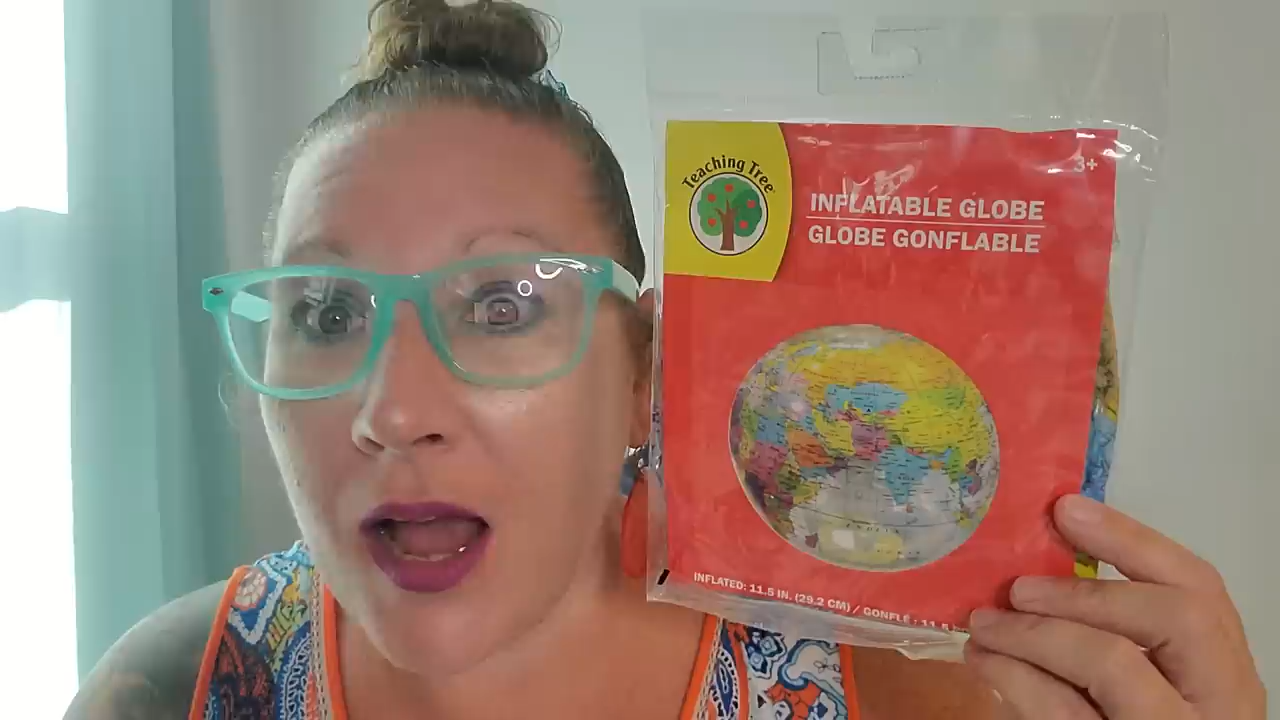 Teaching Tree
3+
INFLATABLE GLOBE
GLOBE GONFLABLE
INFLATED: 11.5 IN. (29.2 CM) / GONFLÉ : 11.5